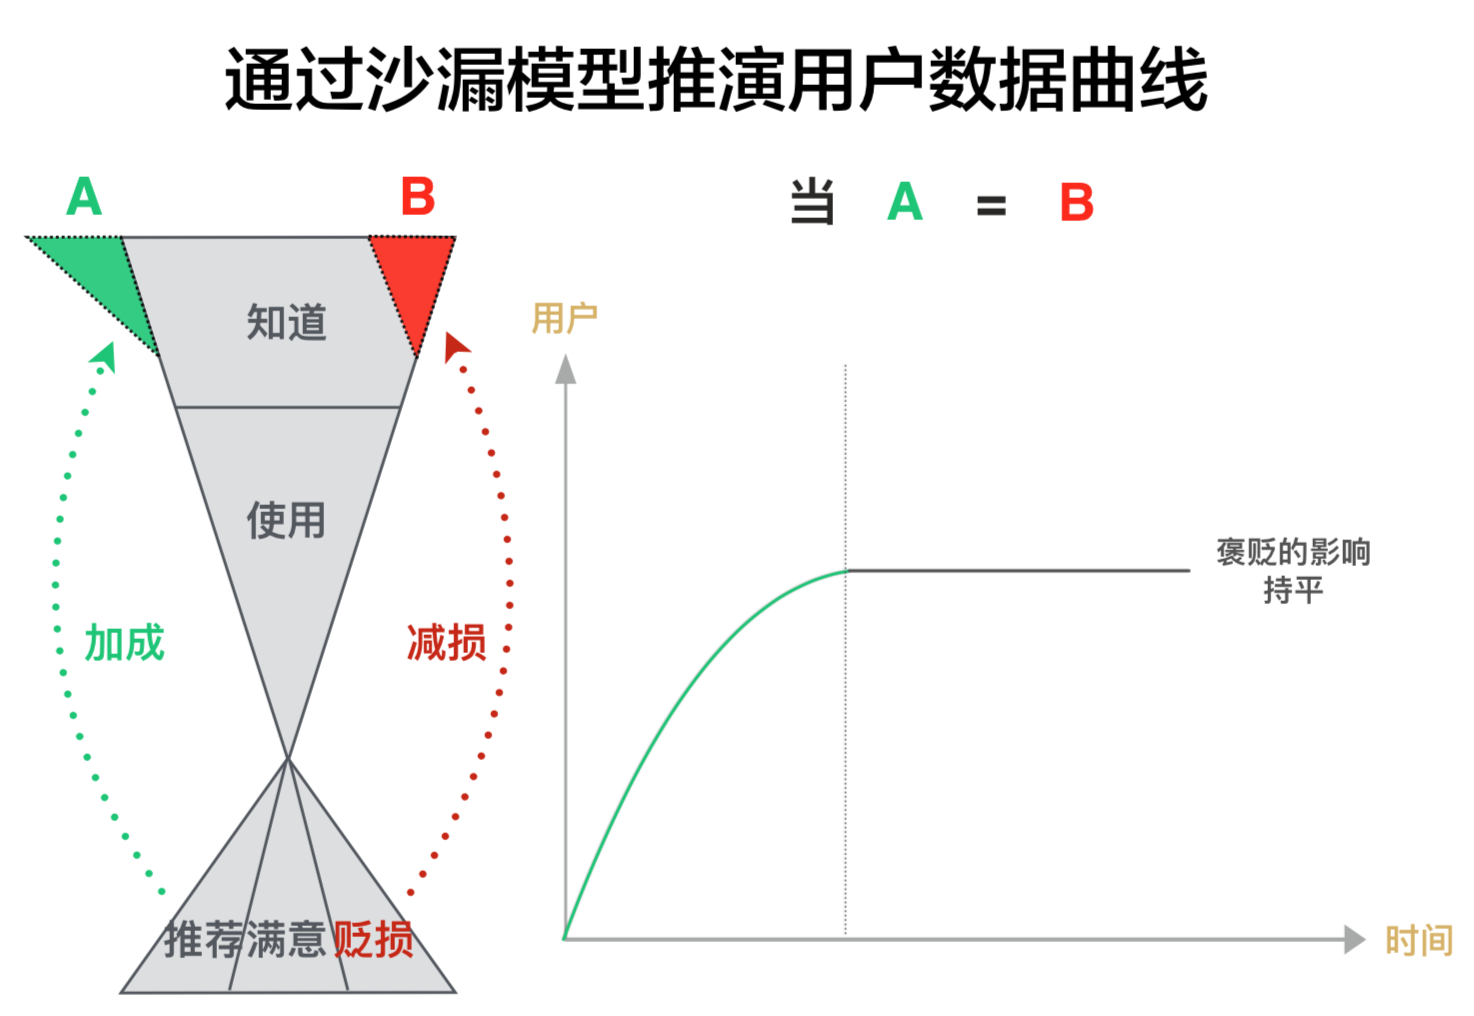 通过沙漏模型推演用户数据曲线
A
B
当 A = B
知道
使用
加成
减损
推荐 满意 贬损
用户
褒贬的影响
持平
时间